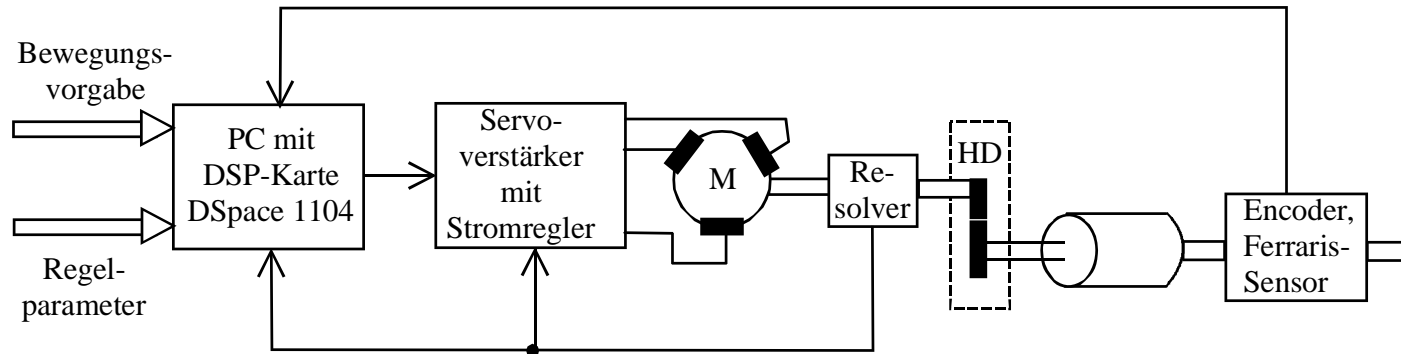 Bewegungs-
vorgabe
PC mit
DSP-Karte
DSpace 1104
Regel-
parameter
Servo-
verstärker
mit
Stromregler
M
Re-
solver
HD
Encoder,
Ferraris-
Sensor